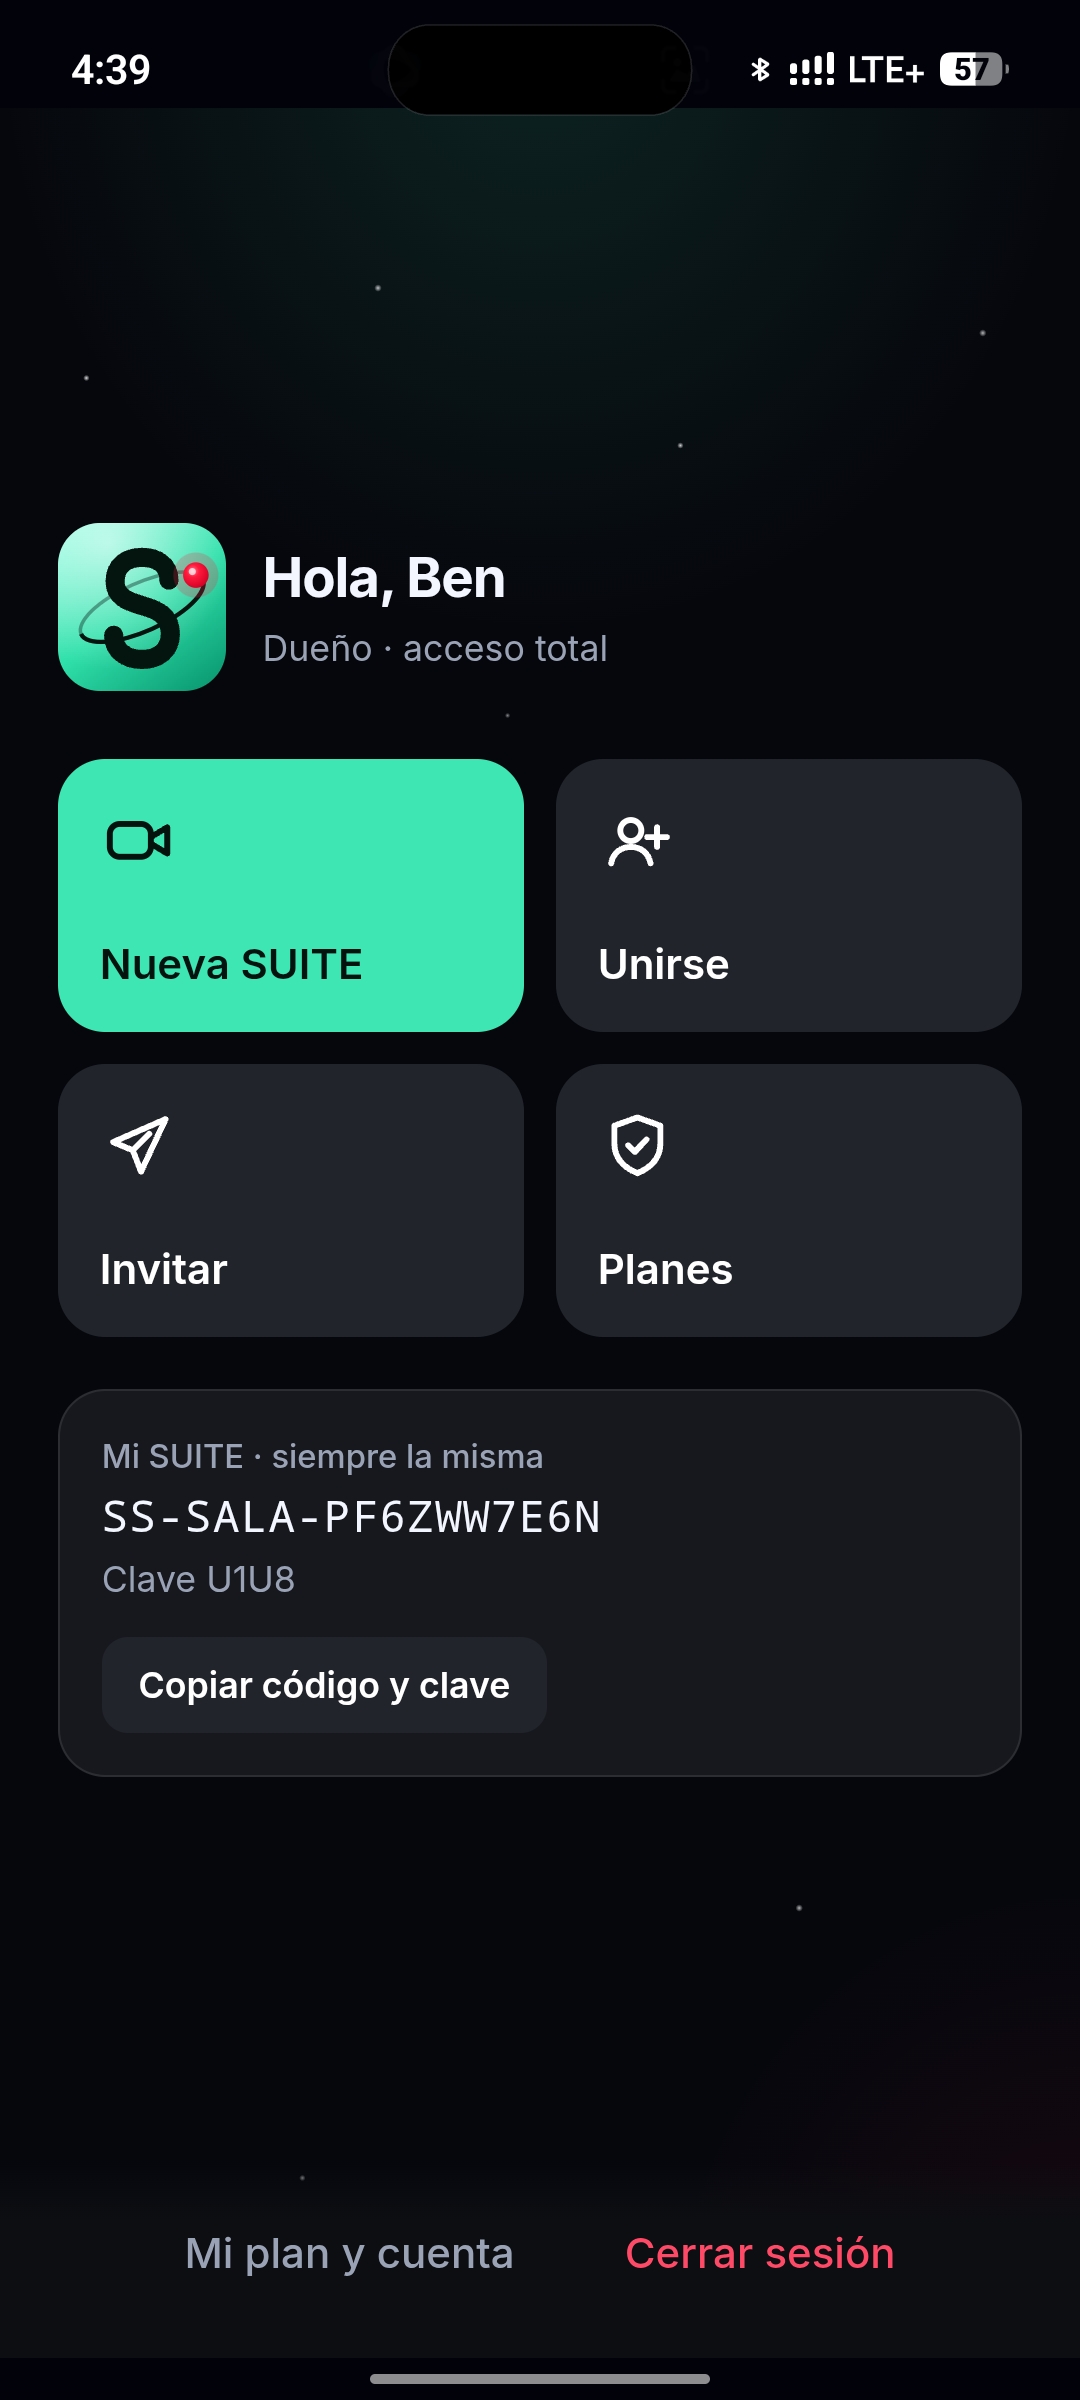 4:39
LTE+ 57
S
Hola, Ben
Dueño · acceso total
Nueva SUITE
Unirse
Invitar
Planes
Mi SUITE · siempre la misma
SS-SALA-PF6ZWW7E6N
Clave U1U8
Copiar código y clave
Mi plan y cuenta
Cerrar sesión